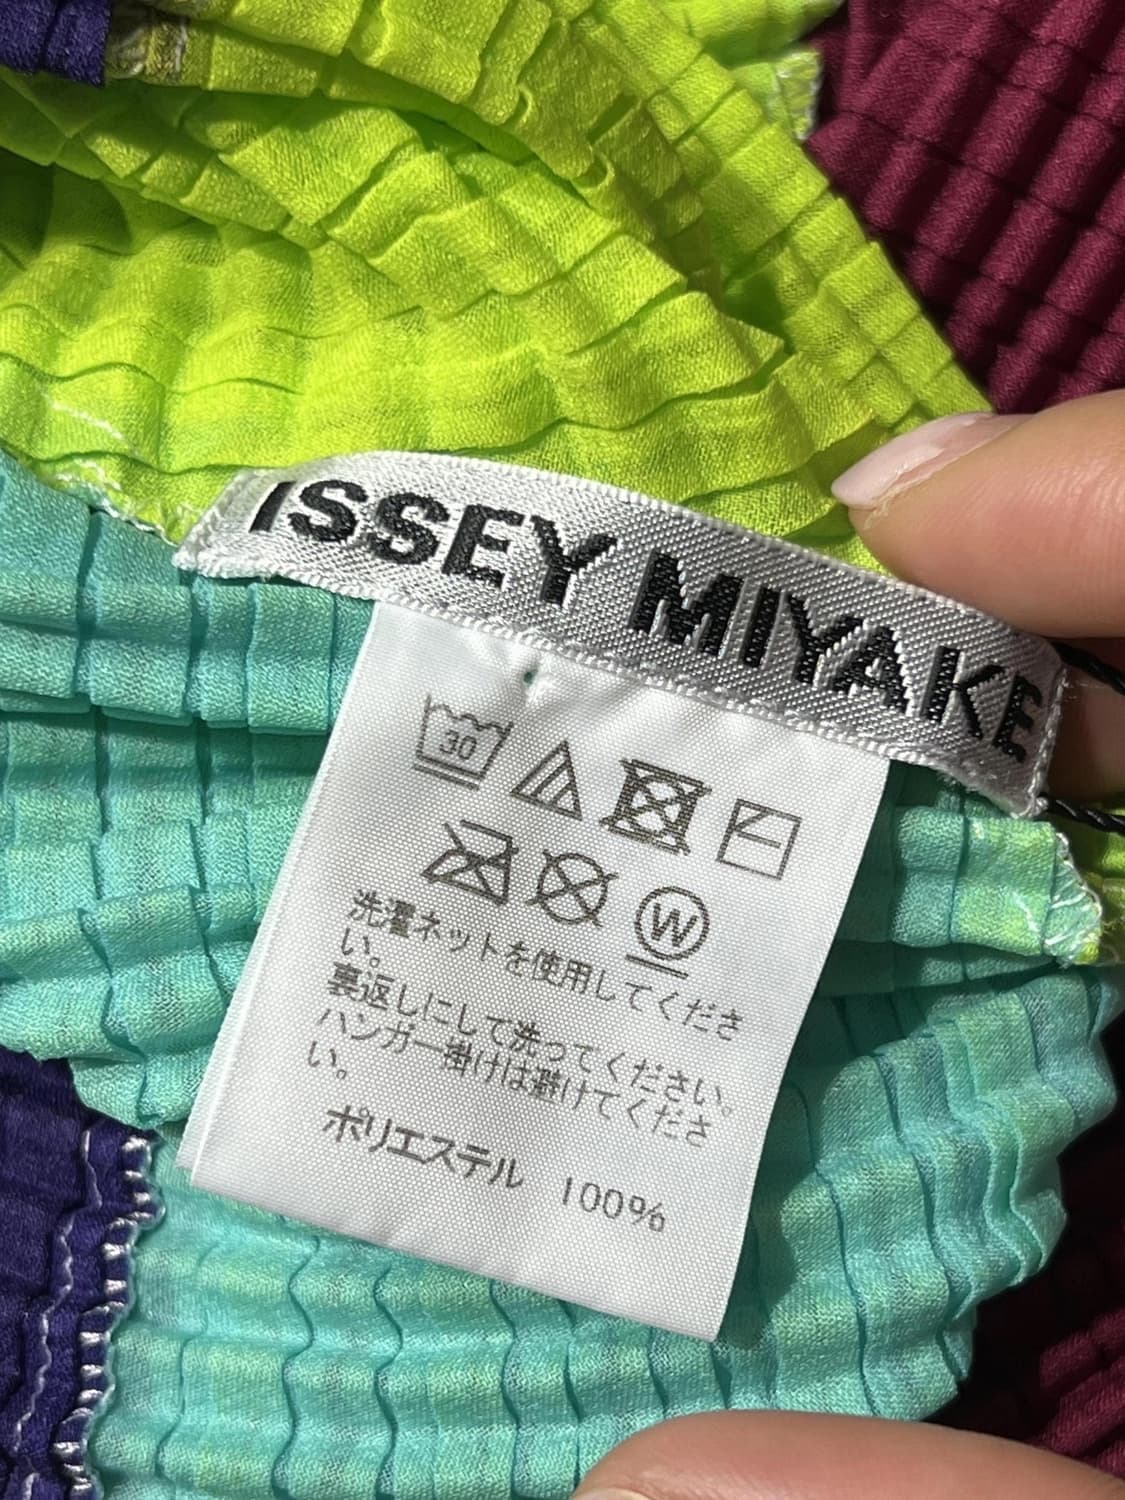 ISSEY MIYAKE
30
W
洗濯ネットを使用してくださ
い。
裏返しにして洗ってください。
ハンガー掛けは避けてくださ
い。
ポリエステル 100%